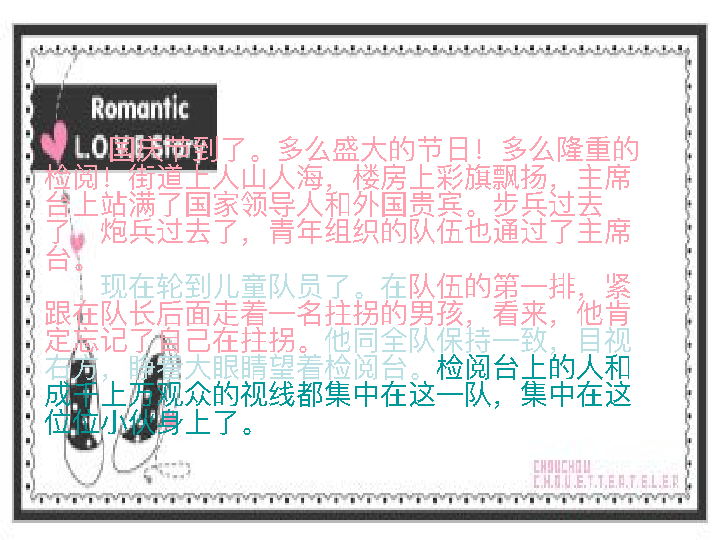 Romantic
L.O.V.E Story
国庆节到了。多么盛大的节日！多么隆重的
检阅！街道上人山人海，楼房上彩旗飘扬，主席
台上站满了国家领导人和外国贵宾。步兵过去
了，炮兵过去了，青年组织的队伍也通过了主席
台。
现在轮到儿童队员了。在队伍的第一排，紧
跟在队长后面走着一名拄拐的男孩，看来，他肯
定忘记了自己在拄拐。他同全队保持一致，目视
右方，睁着大眼睛望着检阅台。检阅台上的人和
成千上万观众的视线都集中在这一队，集中在这
位位小伙身上了。
CHOUCHOU
C.H.O.U.E.T.T.E.R.T.E.L.E.R